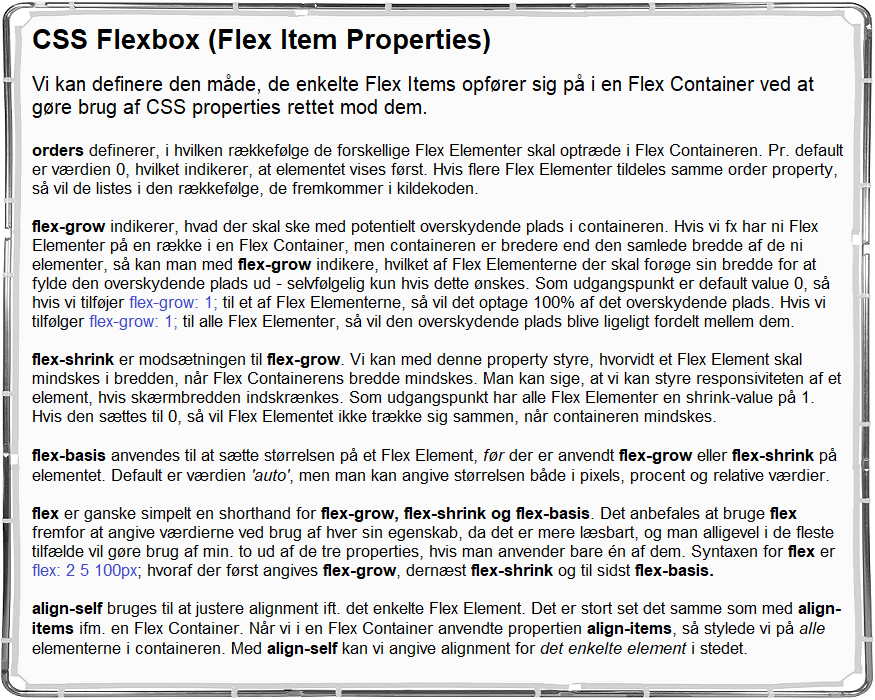 CSS Flexbox (Flex Item Properties)
Vi kan definere den måde, de enkelte Flex Items opfører sig på i en Flex Container ved at
gøre brug af CSS properties rettet mod dem.
orders definerer, i hvilken rækkefølge de forskellige Flex Elementer skal optræde i Flex Containeren. Pr. default
er værdien 0, hvilket indikerer, at elementet vises først. Hvis flere Flex Elementer tildeles samme order property,
så vil de listes i den rækkefølge, de fremkommer i kildekoden.
flex-grow indikerer, hvad der skal ske med potentielt overskydende plads i containeren. Hvis vi fx har ni Flex
Elementer på en række i en Flex Container, men containeren er bredere end den samlede bredde af de ni
elementer, så kan man med flex-grow indikere, hvilket af Flex Elementerne der skal forøge sin bredde for at
fylde den overskydende plads ud - selvfølgelig kun hvis dette ønskes. Som udgangspunkt er default value 0, så
hvis vi tilføjer flex-grow: 1; til et af Flex Elementerne, så vil det optage 100% af det overskydende plads. Hvis vi
tilfølger flex-grow: 1; til alle Flex Elementer, så vil den overskydende plads blive ligeligt fordelt mellem dem.
flex-shrink er modsætningen til flex-grow. Vi kan med denne property styre, hvorvidt et Flex Element skal
mindskes i bredden, når Flex Containerens bredde mindskes. Man kan sige, at vi kan styre responsiviteten af et
element, hvis skærmbredden indskrænkes. Som udgangspunkt har alle Flex Elementer en shrink-value på 1.
Hvis den sættes til 0, så vil Flex Elementet ikke trække sig sammen, når containeren mindskes.
flex-basis anvendes til at sætte størrelsen på et Flex Element, før der er anvendt flex-grow eller flex-shrink på
elementet. Default er værdien 'auto', men man kan angive størrelsen både i pixels, procent og relative værdier.
flex er ganske simpelt en shorthand for flex-grow, flex-shrink og flex-basis. Det anbefales at bruge flex
fremfor at angive værdierne ved brug af hver sin egenskab, da det er mere læsbart, og man alligevel i de fleste
tilfælde vil gøre brug af min. to ud af de tre properties, hvis man anvender bare én af dem. Syntaxen for flex er
flex: 2 5 100px; hvoraf der først angives flex-grow, dernæst flex-shrink og til sidst flex-basis.
align-self bruges til at justere alignment ift. det enkelte Flex Element. Det er stort set det samme som med align-
items ifm. en Flex Container. Når vi i en Flex Container anvendte propertien align-items, så stylede vi på alle
elementerne i containeren. Med align-self kan vi angive alignment for det enkelte element i stedet.